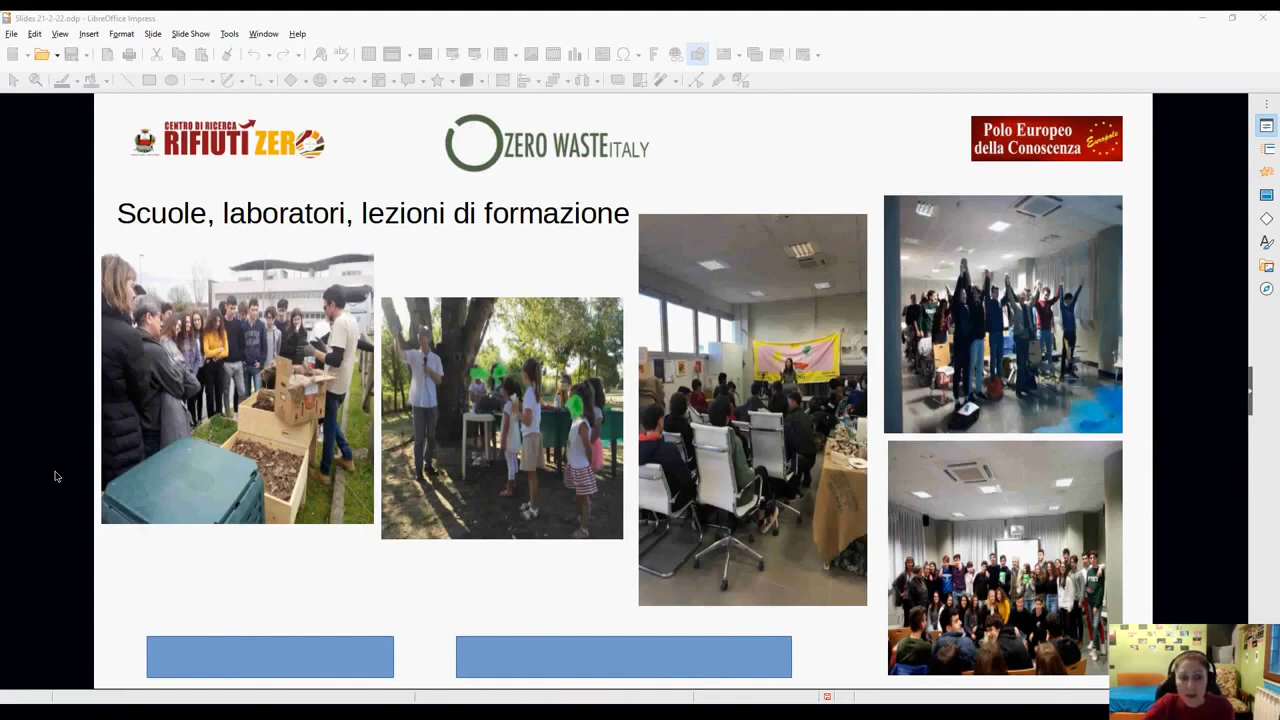 Slides 21-2-22.odp - LibreOffice Impress
File Edit View Insert Format Slide Slide Show Tools Window Help
CENTRO DI RICERCA
RIFIUTI ZERO
ZERO WASTE ITALY
Polo Europeo
della Conoscenza
Europole
Scuole, laboratori, lezioni di formazione